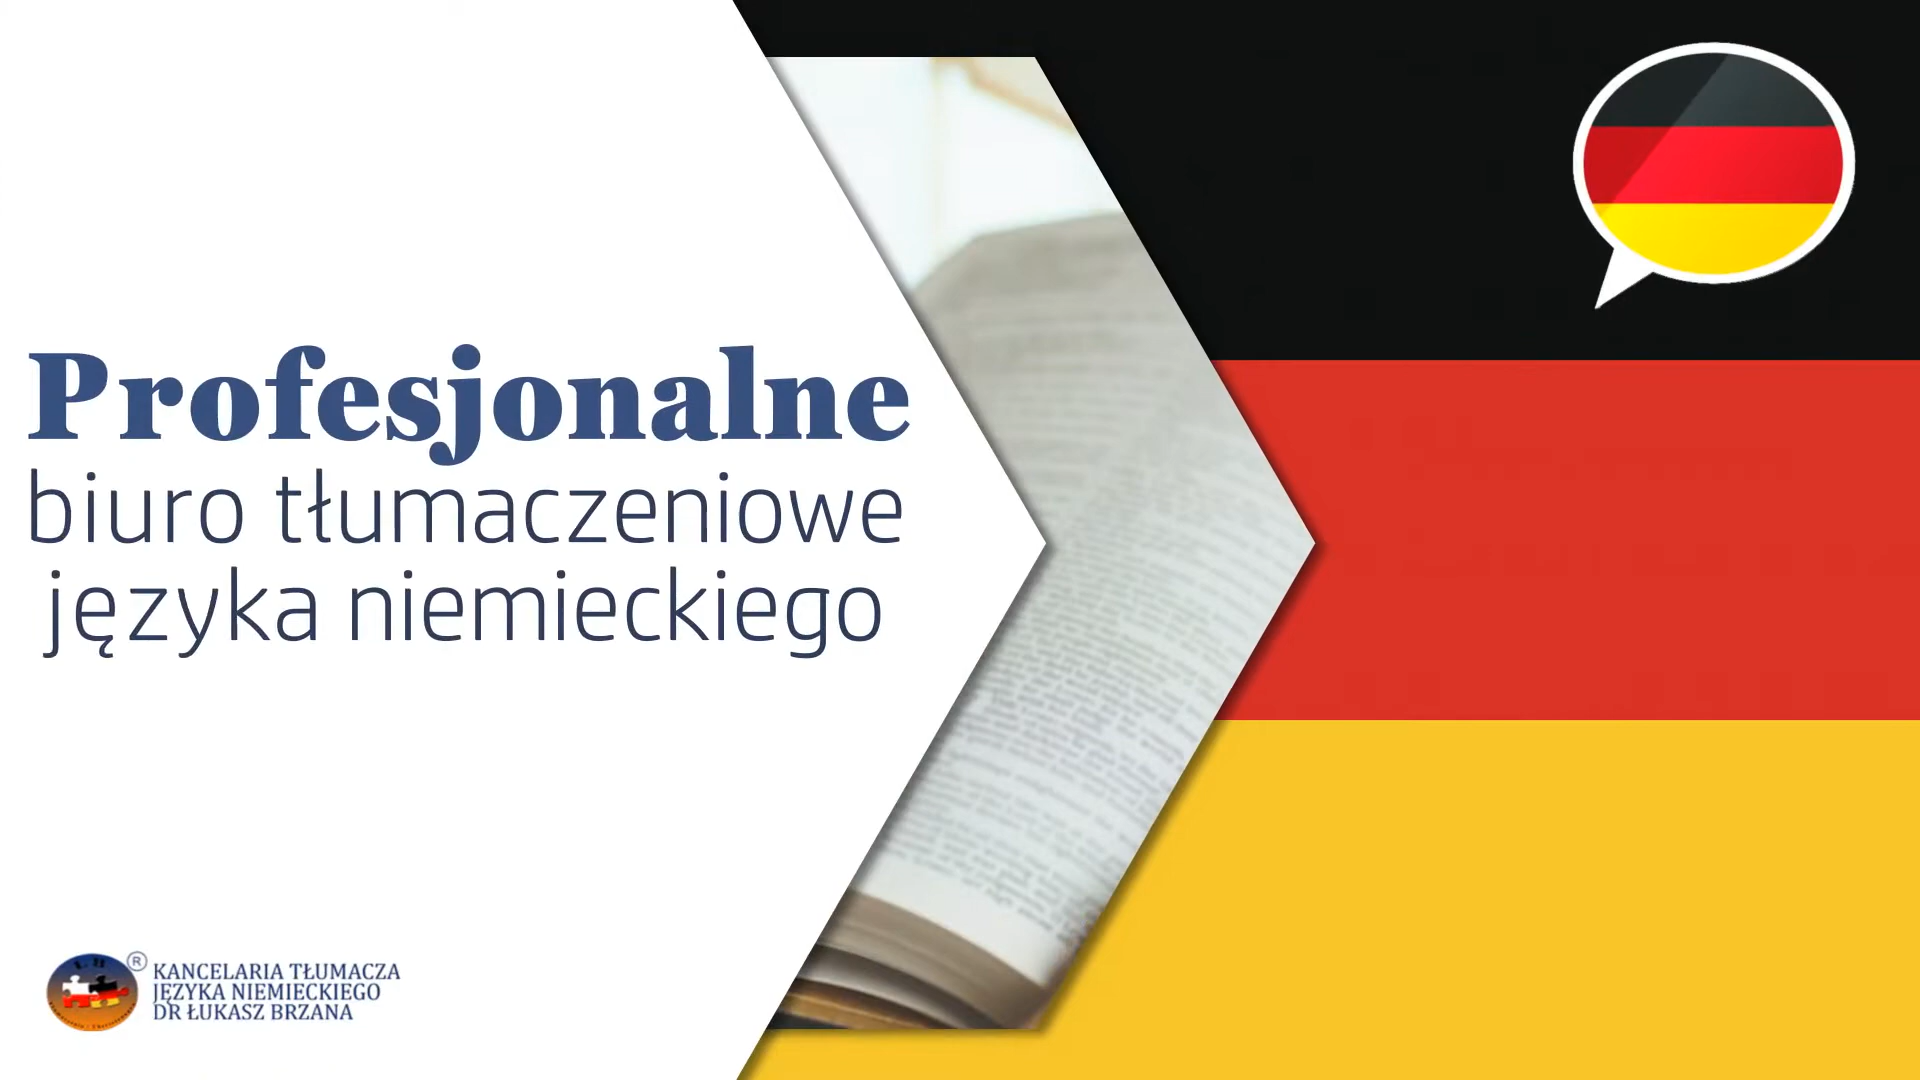 Profesjonalne
biuro tłumaczeniowe
języka niemieckiego
®
KANCELARIA TŁUMACZA
JĘZYKA NIEMIECKIEGO
DR ŁUKASZ BRZANA